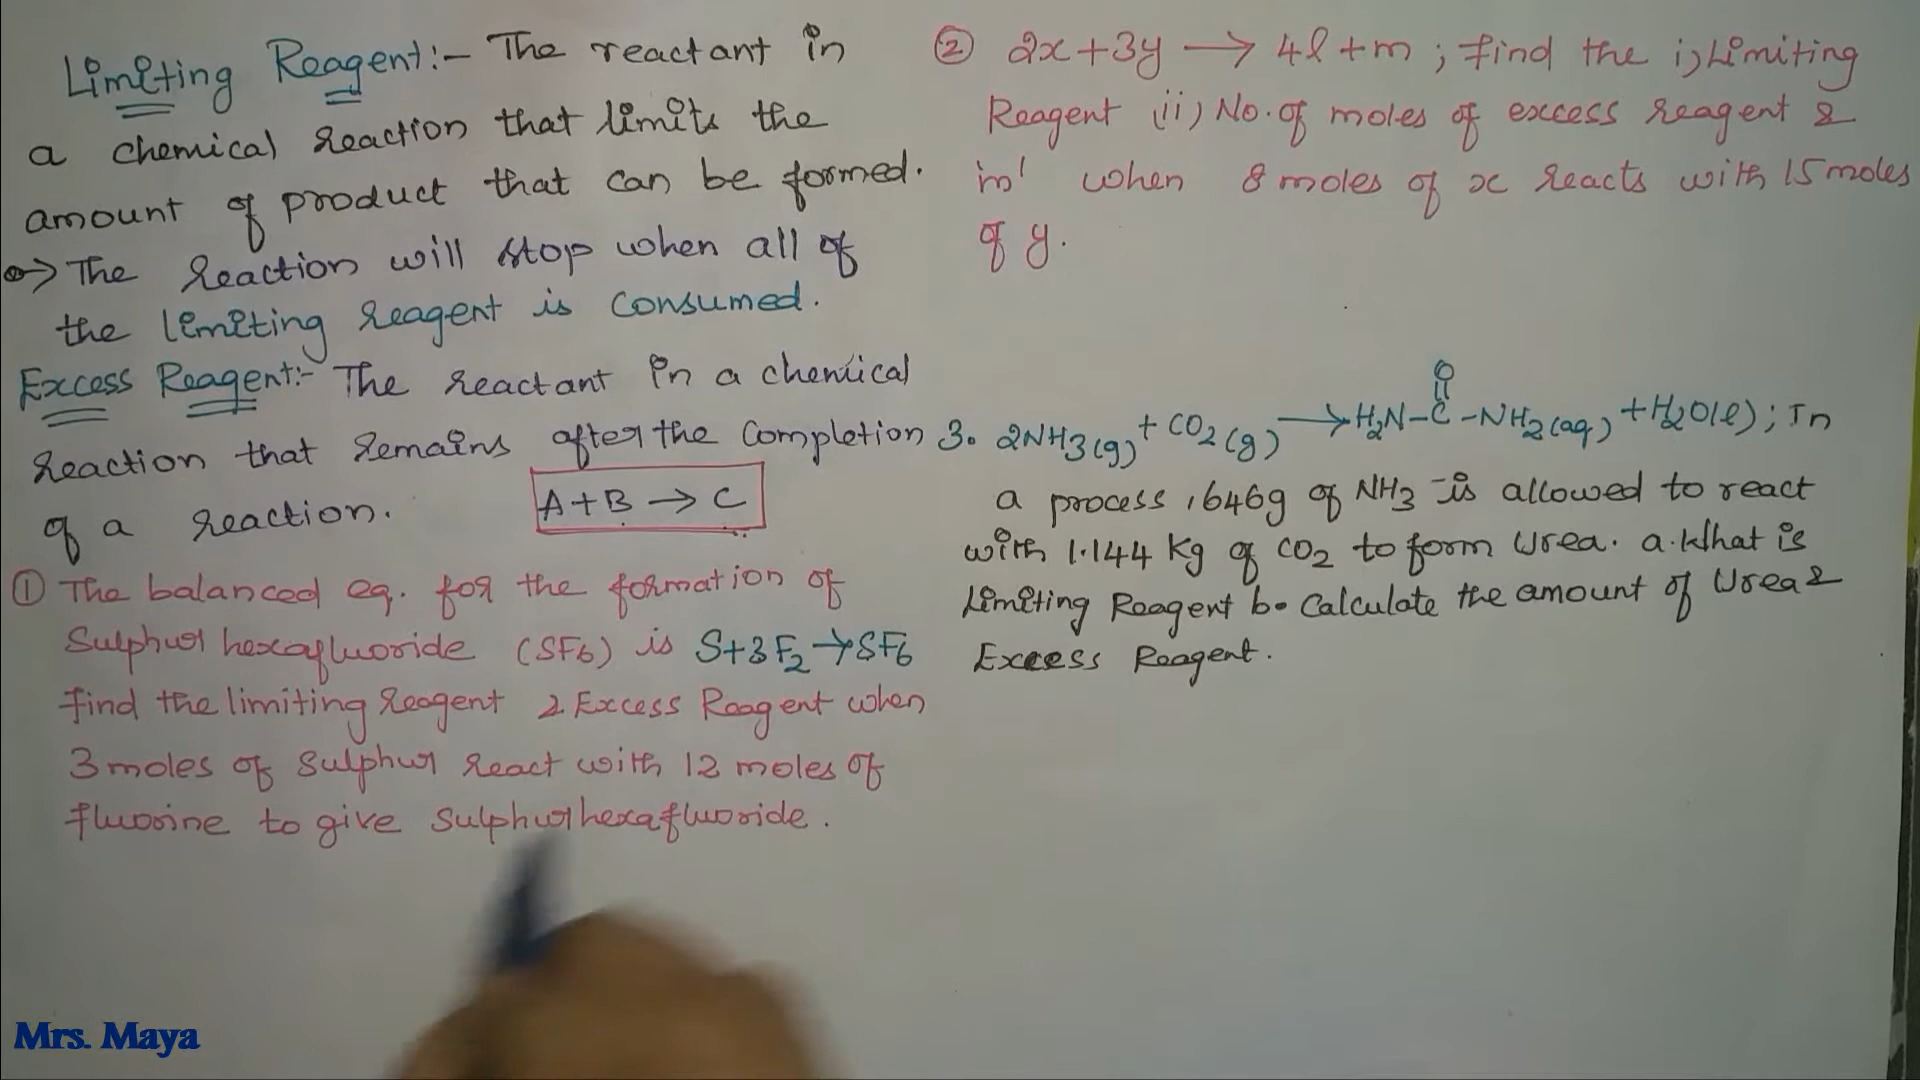 Limiting Reagent:- The reactant in
a chemical reaction that limits the
amount of product that can be formed.
→ The reaction will stop when all of
the limiting reagent is consumed.
Excess Reagent:- The reactant in a chemical
reaction that remains after the completion
of a reaction.
A+B → C
① The balanced eq. for the formation of
Sulphur hexafluoride (SF6) is S+3F2→SF6
find the limiting reagent & Excess Reagent when
3 moles of Sulphur react with 12 moles of
fluorine to give Sulphur hexafluoride.
② 2x+3y → 4l+m ; find the i) Limiting
Reagent (ii) No. of moles of excess reagent &
'm' when 8 moles of x reacts with 15 moles
of y.
O
3. 2NH3(g) + CO2(g) → H2N-C-NH2(aq) + H2O(l) ; In
a process, 646g of NH3 is allowed to react
with 1.144 kg of CO2 to form Urea. a. What is
Limiting Reagent b. Calculate the amount of Urea &
Excess Reagent.
Mrs. Maya